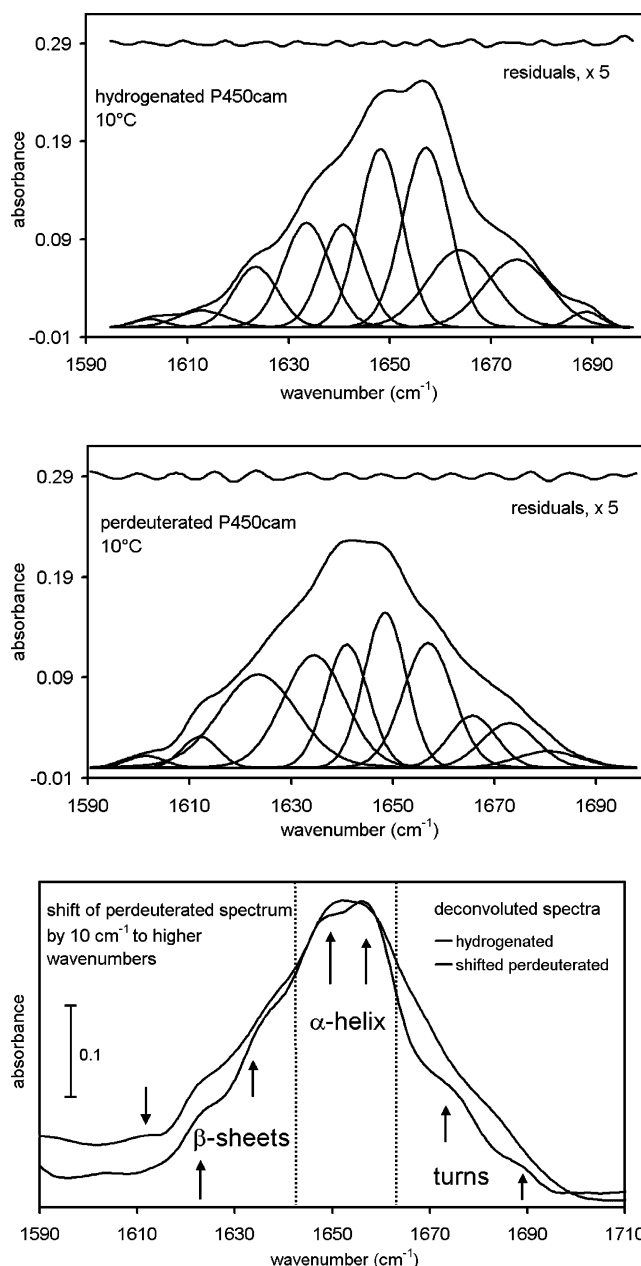 0.29
residuals, x 5
hydrogenated P450cam
10°C
0.19
absorbance
0.09
-0.01
1590 1610 1630 1650 1670 1690
wavenumber (cm⁻¹)
0.29
residuals, x 5
perdeuterated P450cam
10°C
0.19
absorbance
0.09
-0.01
1590 1610 1630 1650 1670 1690
wavenumber (cm⁻¹)
shift of perdeuterated spectrum
by 10 cm⁻¹ to higher
wavenumbers
deconvoluted spectra
hydrogenated
shifted perdeuterated
α-helix
absorbance
0.1
β-sheets
turns
1590 1610 1630 1650 1670 1690 1710
wavenumber (cm⁻¹)